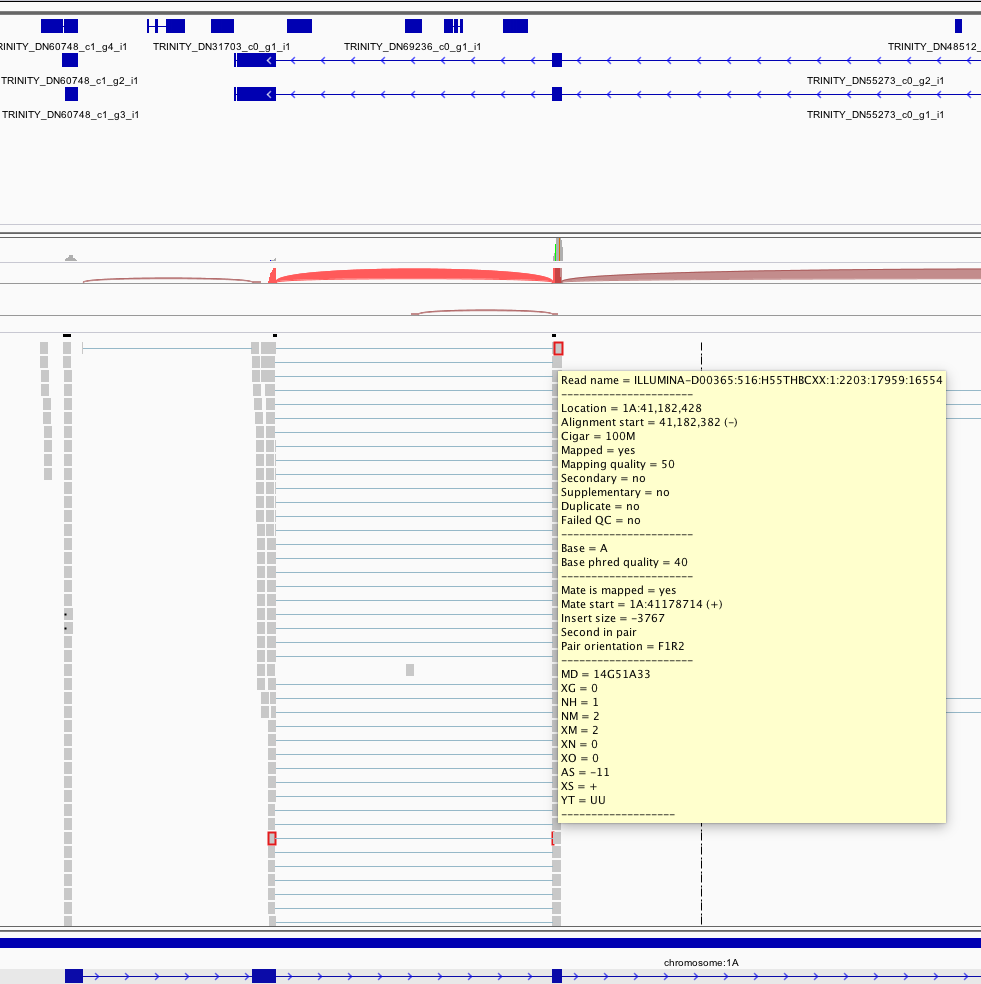 RINITY_DN60748_c1_g4_i1 TRINITY_DN31703_c0_g1_i1 TRINITY_DN69236_c0_g1_i1 TRINITY_DN48512_
TRINITY_DN60748_c1_g2_i1 TRINITY_DN55273_c0_g2_i1
TRINITY_DN60748_c1_g3_i1 TRINITY_DN55273_c0_g1_i1
Read name = ILLUMINA-D00365:516:H55THBCXX:1:2203:17959:16554
----------------------
Location = 1A:41,182,428
Alignment start = 41,182,382 (-)
Cigar = 100M
Mapped = yes
Mapping quality = 50
Secondary = no
Supplementary = no
Duplicate = no
Failed QC = no
----------------------
Base = A
Base phred quality = 40
----------------------
Mate is mapped = yes
Mate start = 1A:41178714 (+)
Insert size = -3767
Second in pair
Pair orientation = F1R2
----------------------
MD = 14G51A33
XG = 0
NH = 1
NM = 2
XM = 2
XN = 0
XO = 0
AS = -11
XS = +
YT = UU
-------------------
chromosome:1A